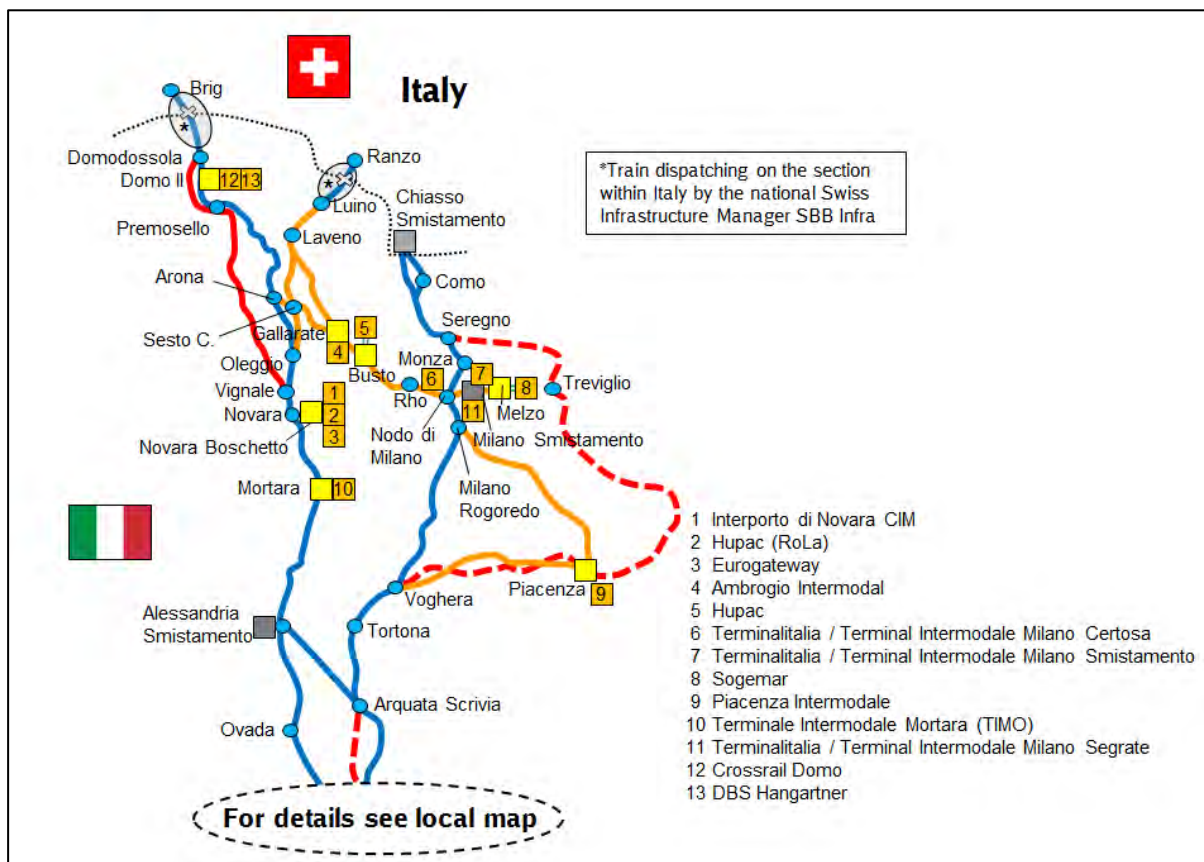 Italy
Brig
*
Domodossola
Domo II
12 13
Premosello
Ranzo
*
Luino
Laveno
Chiasso
Smistamento
*Train dispatching on the section
within Italy by the national Swiss
Infrastructure Manager SBB Infra
Arona
Como
Sesto C.
Seregno
Gallarate
5
4
Oleggio
Busto
Monza
6
7
8
Treviglio
Vignale
Rho
Melzo
11
Novara
1
2
3
Novara Boschetto
Nodo di
Milano
Milano Smistamento
Mortara
10
Milano
Rogoredo
Voghera
Piacenza
9
Alessandria
Smistamento
Tortona
Arquata Scrivia
Ovada
For details see local map
1 Interporto di Novara CIM
2 Hupac (RoLa)
3 Eurogateway
4 Ambrogio Intermodal
5 Hupac
6 Terminalitalia / Terminal Intermodale Milano Certosa
7 Terminalitalia / Terminal Intermodale Milano Smistamento
8 Sogemar
9 Piacenza Intermodale
10 Terminale Intermodale Mortara (TIMO)
11 Terminalitalia / Terminal Intermodale Milano Segrate
12 Crossrail Domo
13 DBS Hangartner